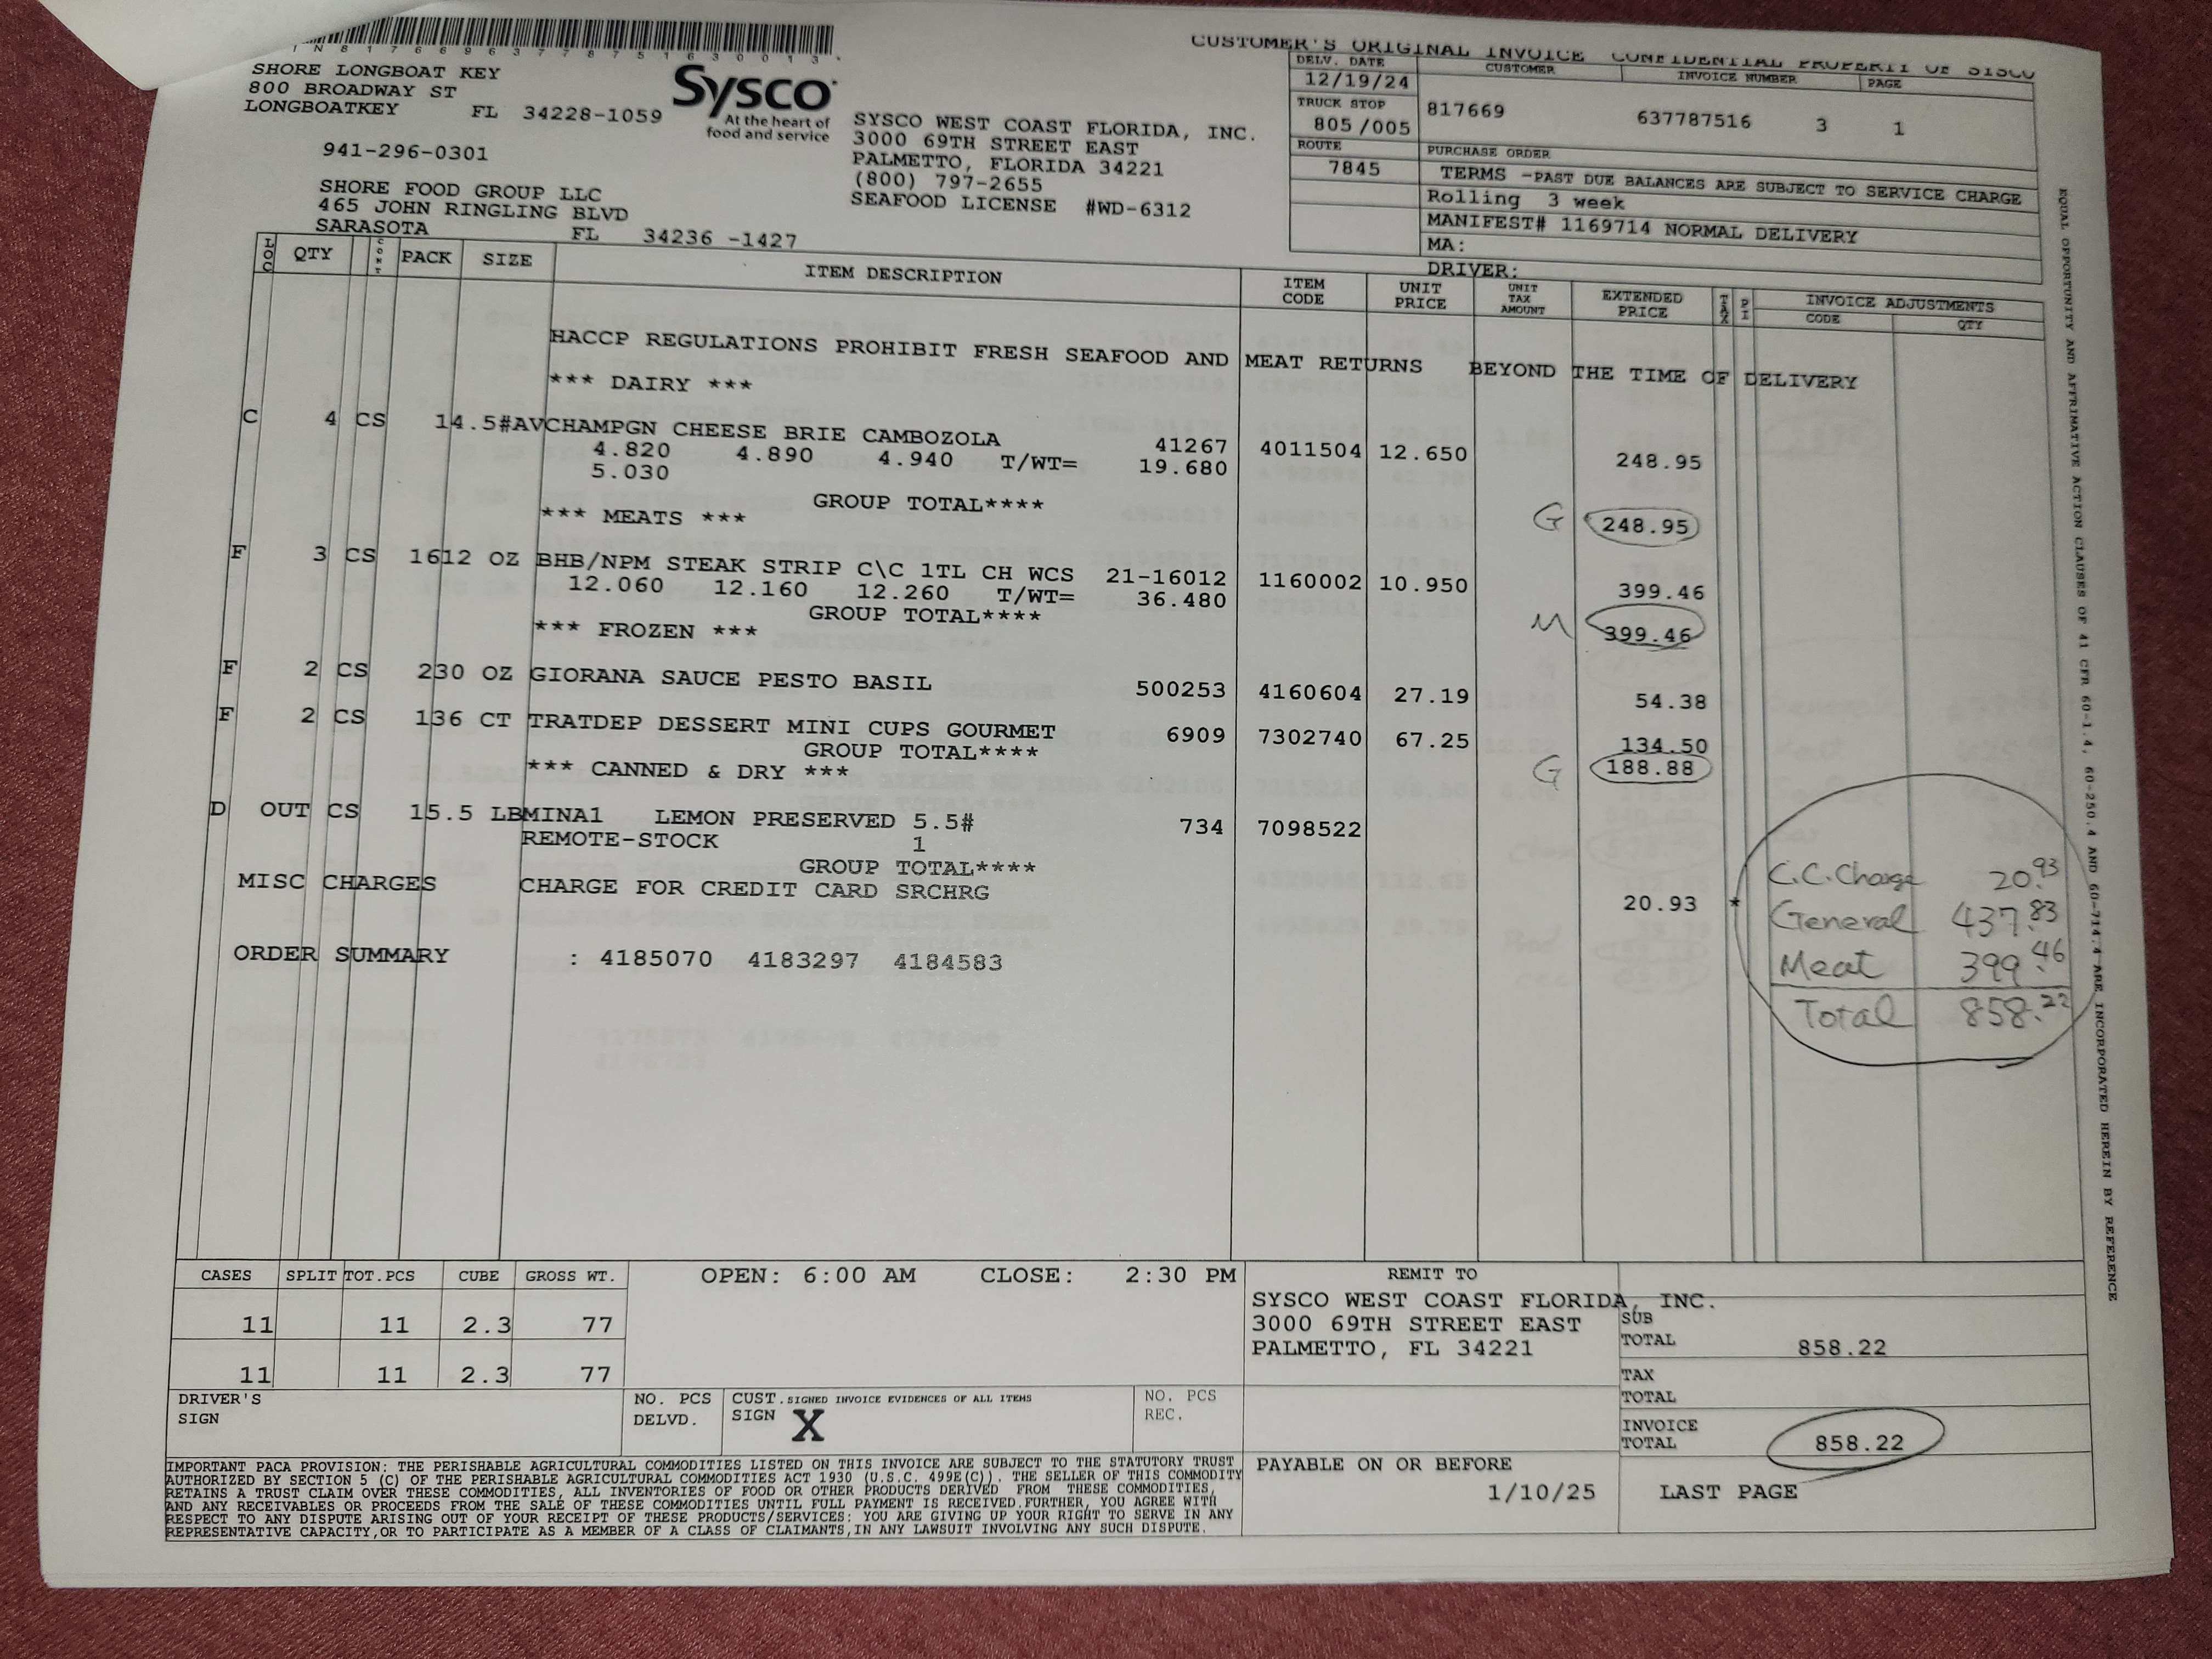 CUSTOMER'S ORIGINAL INVOICE CONFIDENTIAL PROPERTY OF SYSCO
SHORE LONGBOAT KEY
800 BROADWAY ST
LONGBOATKEY FL 34228-1059
941-296-0301
SHORE FOOD GROUP LLC
465 JOHN RINGLING BLVD
SARASOTA FL 34236 -1427
Sysco
At the heart of
food and service
SYSCO WEST COAST FLORIDA, INC.
3000 69TH STREET EAST
PALMETTO, FLORIDA 34221
(800) 797-2655
SEAFOOD LICENSE #WD-6312
DELV. DATE CUSTOMER INVOICE NUMBER PAGE
12/19/24 817669 637787516 3 1
TRUCK STOP PURCHASE ORDER
805 /005
ROUTE TERMS -PAST DUE BALANCES ARE SUBJECT TO SERVICE CHARGE
7845 Rolling 3 week
MANIFEST# 1169714 NORMAL DELIVERY
MA:
DRIVER:
LOC QTY PACK SIZE ITEM DESCRIPTION ITEM CODE UNIT PRICE UNIT TAX AMOUNT EXTENDED PRICE INVOICE ADJUSTMENTS CODE QTY
HACCP REGULATIONS PROHIBIT FRESH SEAFOOD AND MEAT RETURNS BEYOND THE TIME OF DELIVERY
*** DAIRY ***
C 4 CS 14.5#AVCHAMPGN CHEESE BRIE CAMBOZOLA 41267 4011504 12.650 248.95
4.820 4.890 4.940 T/WT= 19.680
5.030
GROUP TOTAL**** G 248.95
*** MEATS ***
F 3 CS 1612 OZ BHB/NPM STEAK STRIP C\C 1TL CH WCS 21-16012 1160002 10.950 399.46
12.060 12.160 12.260 T/WT= 36.480
GROUP TOTAL**** M 399.46
*** FROZEN ***
F 2 CS 230 OZ GIORANA SAUCE PESTO BASIL 500253 4160604 27.19 54.38
F 2 CS 136 CT TRATDEP DESSERT MINI CUPS GOURMET 6909 7302740 67.25 134.50
GROUP TOTAL**** G 188.88
*** CANNED & DRY ***
D OUT CS 15.5 LBMINAL LEMON PRESERVED 5.5# 734 7098522
REMOTE-STOCK 1
GROUP TOTAL****
MISC CHARGES CHARGE FOR CREDIT CARD SRCHRG 20.93 *
ORDER SUMMARY : 4185070 4183297 4184583
C.C. Charge 20.93
General 437.83
Meat 399.46
Total 858.22
CASES SPLIT TOT.PCS CUBE GROSS WT.
11 11 2.3 77
11 11 2.3 77
OPEN: 6:00 AM CLOSE: 2:30 PM
REMIT TO
SYSCO WEST COAST FLORIDA, INC.
3000 69TH STREET EAST
PALMETTO, FL 34221
SUB TOTAL 858.22
TAX TOTAL
INVOICE TOTAL 858.22
DRIVER'S SIGN
NO. PCS DELVD.
CUST. SIGNED INVOICE EVIDENCES OF ALL ITEMS
SIGN X
NO. PCS REC.
PAYABLE ON OR BEFORE
1/10/25
LAST PAGE
IMPORTANT PACA PROVISION: THE PERISHABLE AGRICULTURAL COMMODITIES LISTED ON THIS INVOICE ARE SUBJECT TO THE STATUTORY TRUST
AUTHORIZED BY SECTION 5 (C) OF THE PERISHABLE AGRICULTURAL COMMODITIES ACT 1930 (U.S.C. 499E(C)). THE SELLER OF THIS COMMODITY
RETAINS A TRUST CLAIM OVER THESE COMMODITIES, ALL INVENTORIES OF FOOD OR OTHER PRODUCTS DERIVED FROM THESE COMMODITIES,
AND ANY RECEIVABLES OR PROCEEDS FROM THE SALE OF THESE COMMODITIES UNTIL FULL PAYMENT IS RECEIVED.FURTHER, YOU AGREE WITH
RESPECT TO ANY DISPUTE ARISING OUT OF YOUR RECEIPT OF THESE PRODUCTS/SERVICES: YOU ARE GIVING UP YOUR RIGHT TO SERVE IN ANY
REPRESENTATIVE CAPACITY,OR TO PARTICIPATE AS A MEMBER OF A CLASS OF CLAIMANTS,IN ANY LAWSUIT INVOLVING ANY SUCH DISPUTE.
EQUAL OPPORTUNITY AND AFFIRMATIVE ACTION CLAUSES OF 41 CFR 60-1.4, 60-250.4 AND 60-714.4 ARE INCORPORATED HEREIN BY REFERENCE